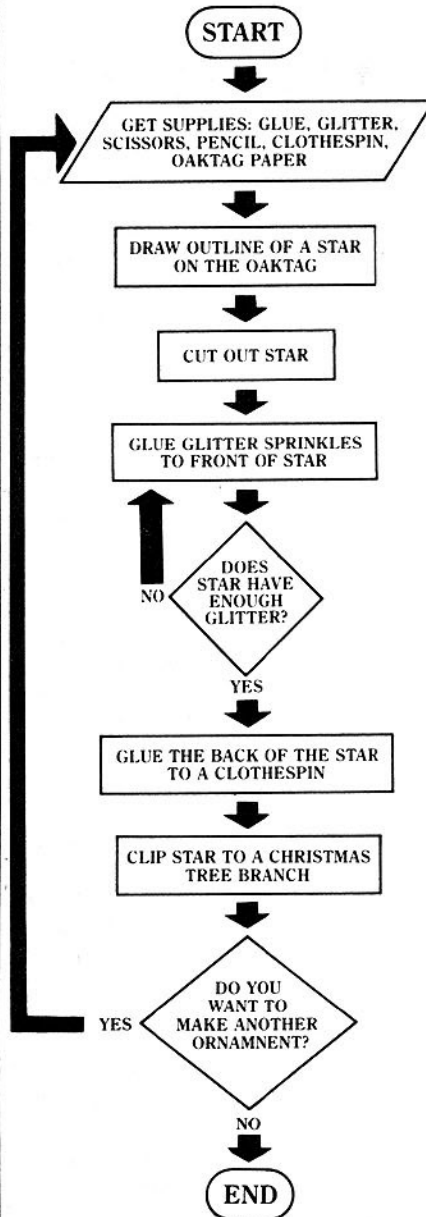 START
GET SUPPLIES: GLUE, GLITTER,
SCISSORS, PENCIL, CLOTHESPIN,
OAKTAG PAPER
DRAW OUTLINE OF A STAR
ON THE OAKTAG
CUT OUT STAR
GLUE GLITTER SPRINKLES
TO FRONT OF STAR
DOES
STAR HAVE
ENOUGH
GLITTER?
NO
YES
GLUE THE BACK OF THE STAR
TO A CLOTHESPIN
CLIP STAR TO A CHRISTMAS
TREE BRANCH
DO YOU
WANT TO
MAKE ANOTHER
ORNAMNENT?
YES
NO
END